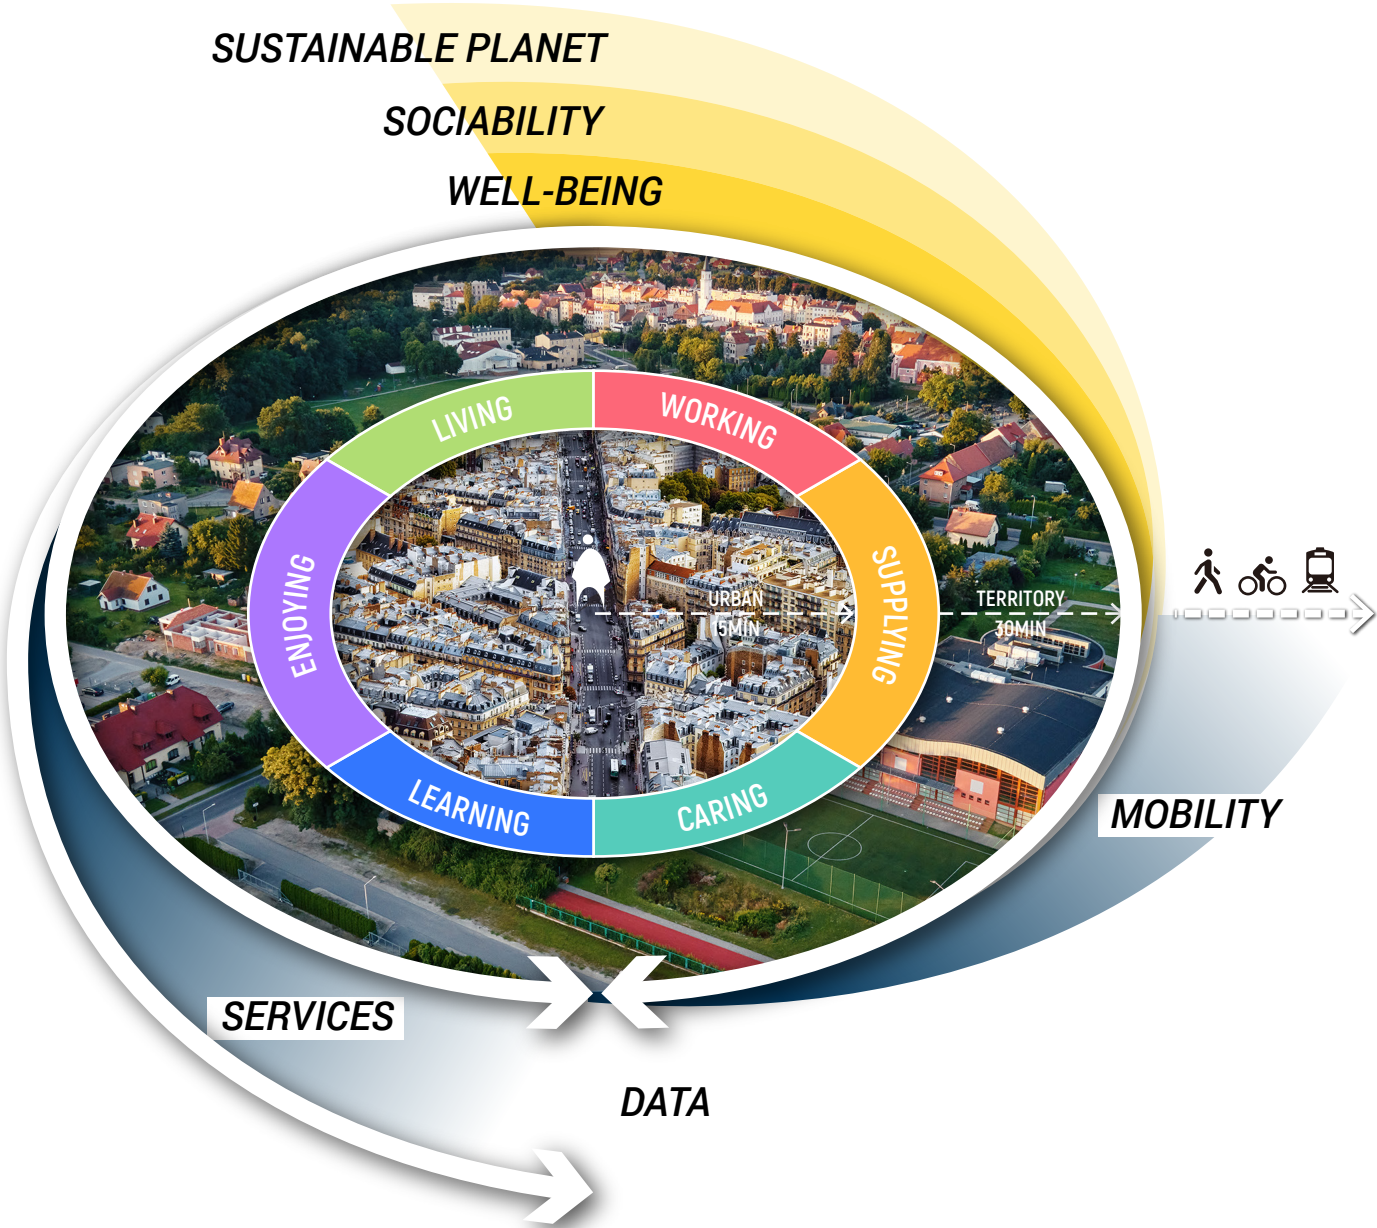 SUSTAINABLE PLANET
SOCIABILITY
WELL-BEING
LIVING
WORKING
ENJOYING
SUPPLYING
URBAN
15MIN
TERRITORY
30MIN
LEARNING
CARING
MOBILITY
SERVICES
DATA